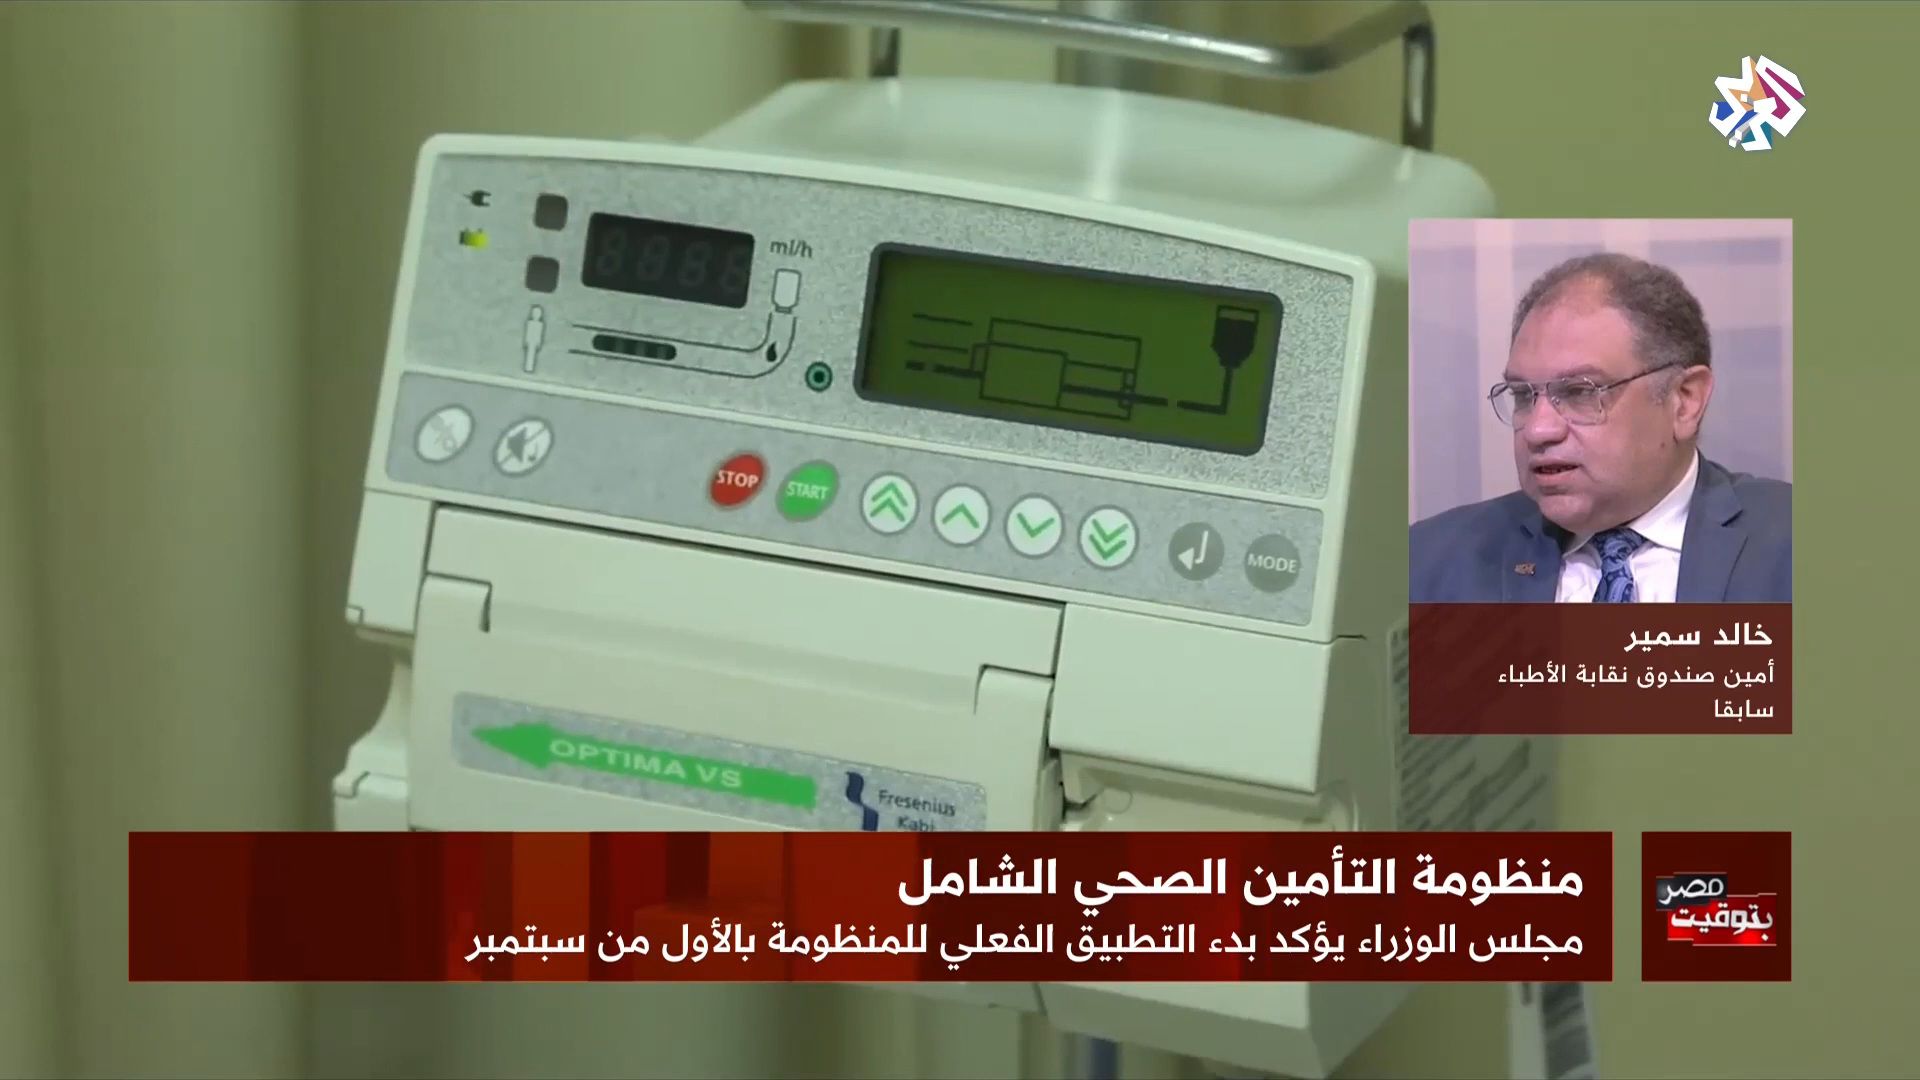 ml/h
STOP
START
MODE
OPTIMA VS
Fresenius
Kabi
خالد سمير
أمين صندوق نقابة الأطباء
سابقا
منظومة التأمين الصحي الشامل
مجلس الوزراء يؤكد بدء التطبيق الفعلي للمنظومة بالأول من سبتمبر
مصر
بتوقيت